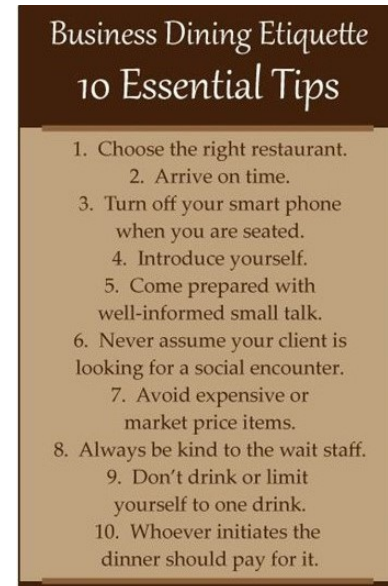 Business Dining Etiquette
10 Essential Tips
1. Choose the right restaurant.
2. Arrive on time.
3. Turn off your smart phone
when you are seated.
4. Introduce yourself.
5. Come prepared with
well-informed small talk.
6. Never assume your client is
looking for a social encounter.
7. Avoid expensive or
market price items.
8. Always be kind to the wait staff.
9. Don’t drink or limit
yourself to one drink.
10. Whoever initiates the
dinner should pay for it.